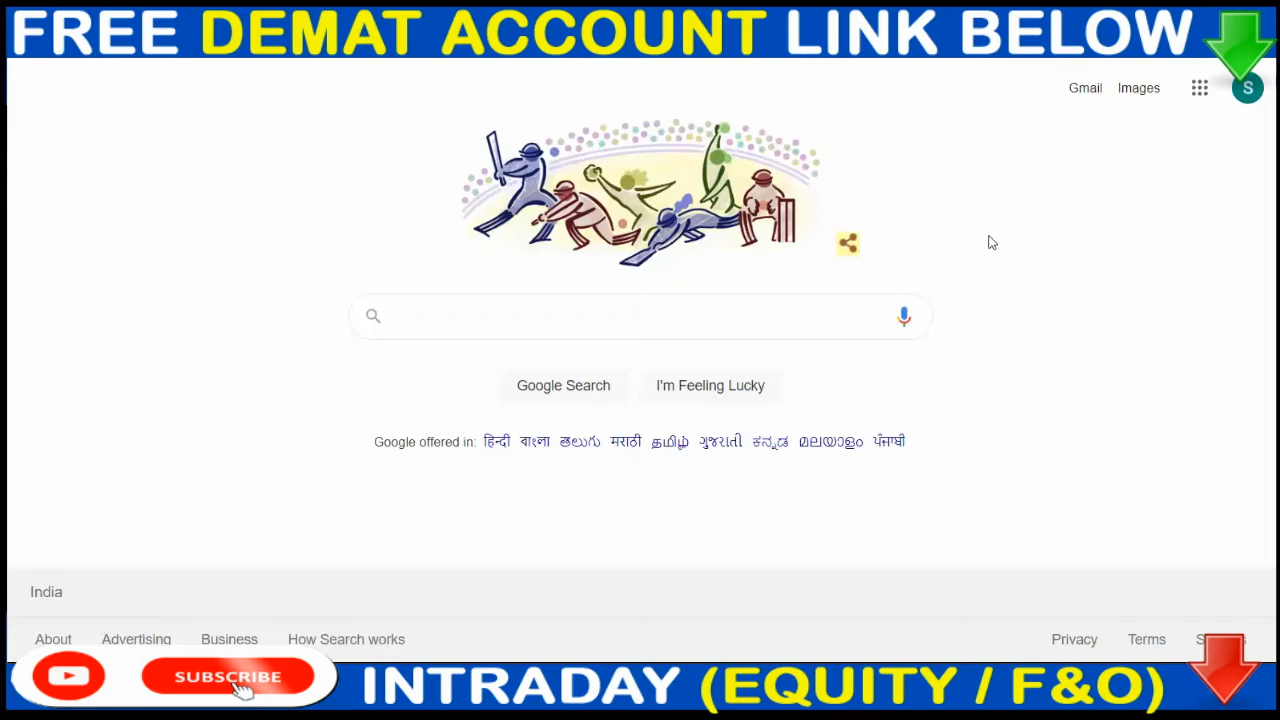 FREE DEMAT ACCOUNT LINK BELOW
Gmail Images S
Google Search I'm Feeling Lucky
Google offered in: हिन्दी বাংলা తెలుగు मराठी தமிழ் ગુજરાતી ಕನ್ನಡ മലയാളം ਪੰਜਾਬੀ
India
About Advertising Business How Search works Privacy Terms
SUBSCRIBE
INTRADAY (EQUITY / F&O)